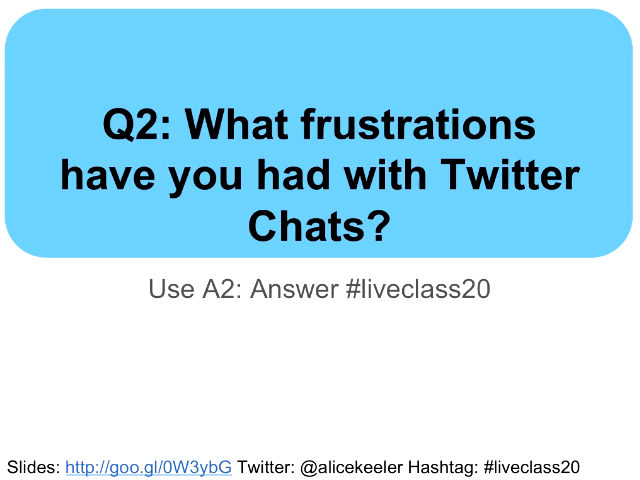 Q2: What frustrations
have you had with Twitter
Chats?
Use A2: Answer #liveclass20
Slides: http://goo.gl/0W3ybG Twitter: @alicekeeler Hashtag: #liveclass20